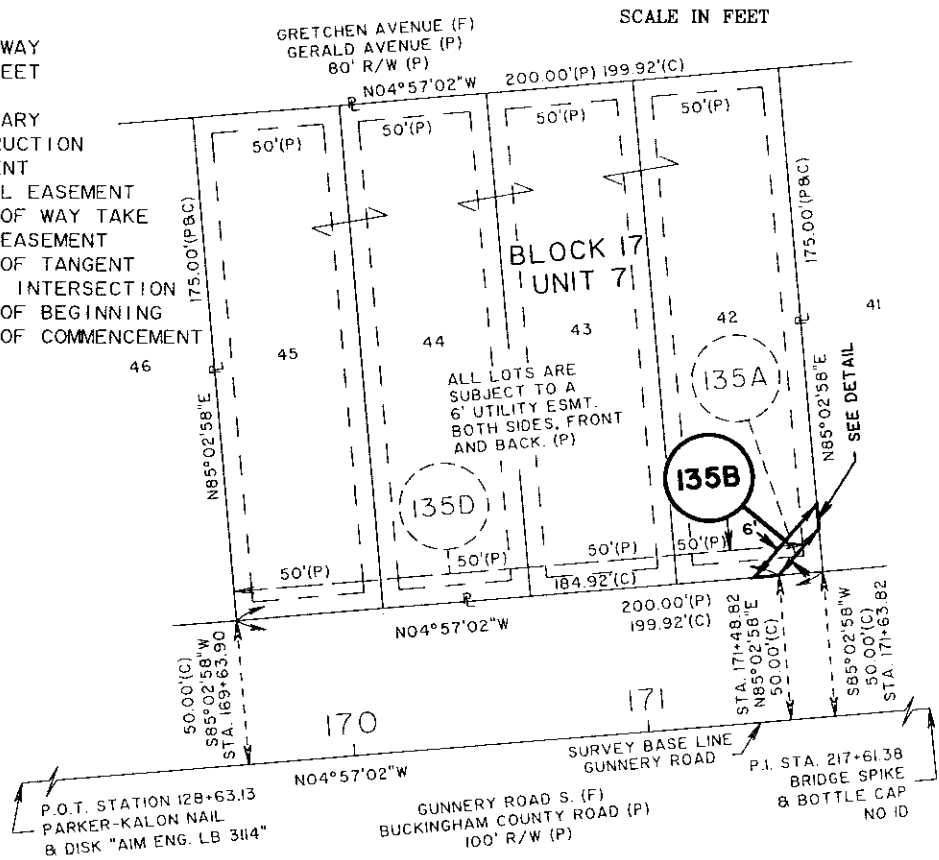 SCALE IN FEET
WAY
EET
ARY
RUCTION
ENT
L EASEMENT
OF WAY TAKE
EASEMENT
OF TANGENT
INTERSECTION
OF BEGINNING
OF COMMENCEMENT
GRETCHEN AVENUE (F)
GERALD AVENUE (P)
80' R/W (P)
N04°57'02"W
200.00'(P) 199.92'(C)
50'(P)
50'(P)
50'(P)
50'(P)
175.00'(P&C)
175.00'(P&C)
BLOCK 17
UNIT 7
46
45
44
43
42
41
ALL LOTS ARE
SUBJECT TO A
6' UTILITY ESMT.
BOTH SIDES, FRONT
AND BACK. (P)
135A
135B
135D
SEE DETAIL
N85°02'58"E
N85°02'58"E
6'
50'(P)
50'(P)
50'(P)
50'(P)
184.92'(C)
N04°57'02"W
200.00'(P)
199.92'(C)
50.00'(C)
S85°02'58"W
STA. 169+63.90
STA. 171+48.82
N85°02'58"E
50.00'(C)
S85°02'58"W
50.00'(C)
STA. 171+63.82
170
171
N04°57'02"W
SURVEY BASE LINE
GUNNERY ROAD
P.O.T. STATION 128+63.13
PARKER-KALON NAIL
& DISK "AIM ENG. LB 3114"
GUNNERY ROAD S. (F)
BUCKINGHAM COUNTY ROAD (P)
100' R/W (P)
P.I. STA. 217+61.38
BRIDGE SPIKE
& BOTTLE CAP
NO ID